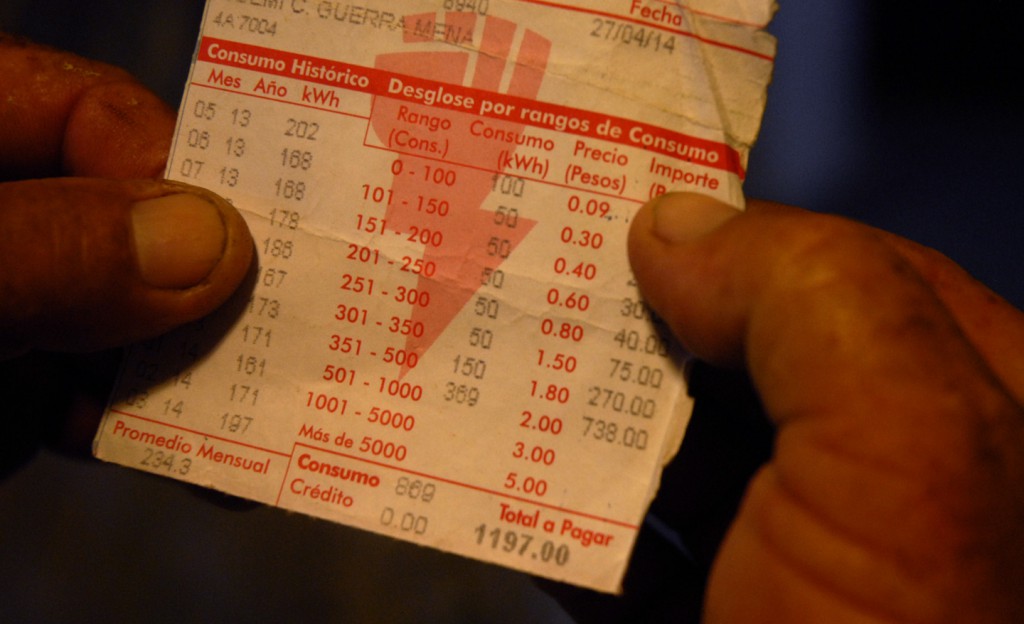 C. GUERRA MENA 6940 Fecha
4A 7004 27/04/14
Consumo Histórico Desglose por rangos de Consumo
Mes Año kWh Rango (Cons.) Consumo (kWh) Precio (Pesos) Importe
05 13 202 0 - 100 100 0.09
06 13 168 101 - 150 50 0.30
07 13 168 151 - 200 50 0.40
178 201 - 250 50 0.60 30.
186 251 - 300 50 0.80 40.00
67 301 - 350 50 1.50 75.00
173 351 - 500 150 1.80 270.00
171 501 - 1000 369 2.00 738.00
14 161 1001 - 5000 3.00
14 171 Más de 5000 5.00
14 197
Promedio Mensual Consumo 869 Total a Pagar
234.3 Crédito 0.00 1197.00